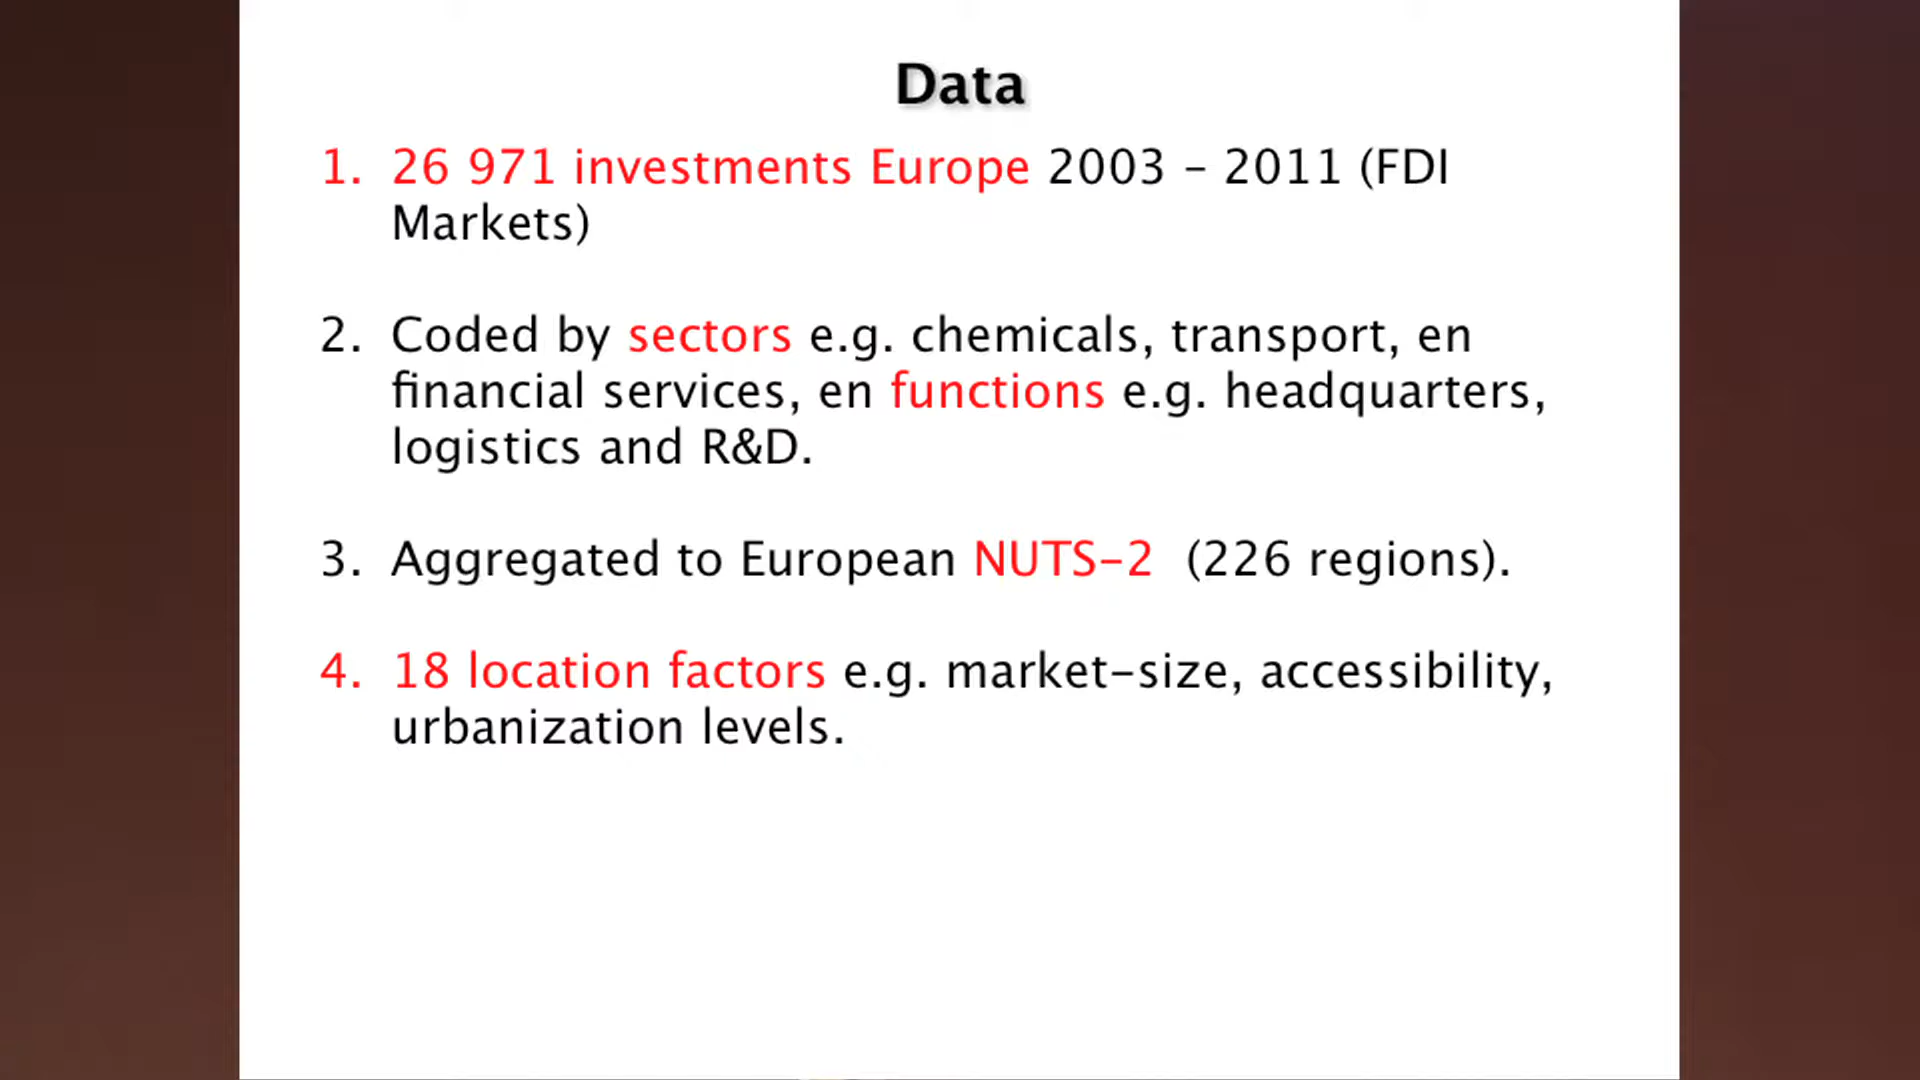 Data
1. 26 971 investments Europe 2003 – 2011 (FDI
Markets)
2. Coded by sectors e.g. chemicals, transport, en
financial services, en functions e.g. headquarters,
logistics and R&D.
3. Aggregated to European NUTS-2 (226 regions).
4. 18 location factors e.g. market-size, accessibility,
urbanization levels.